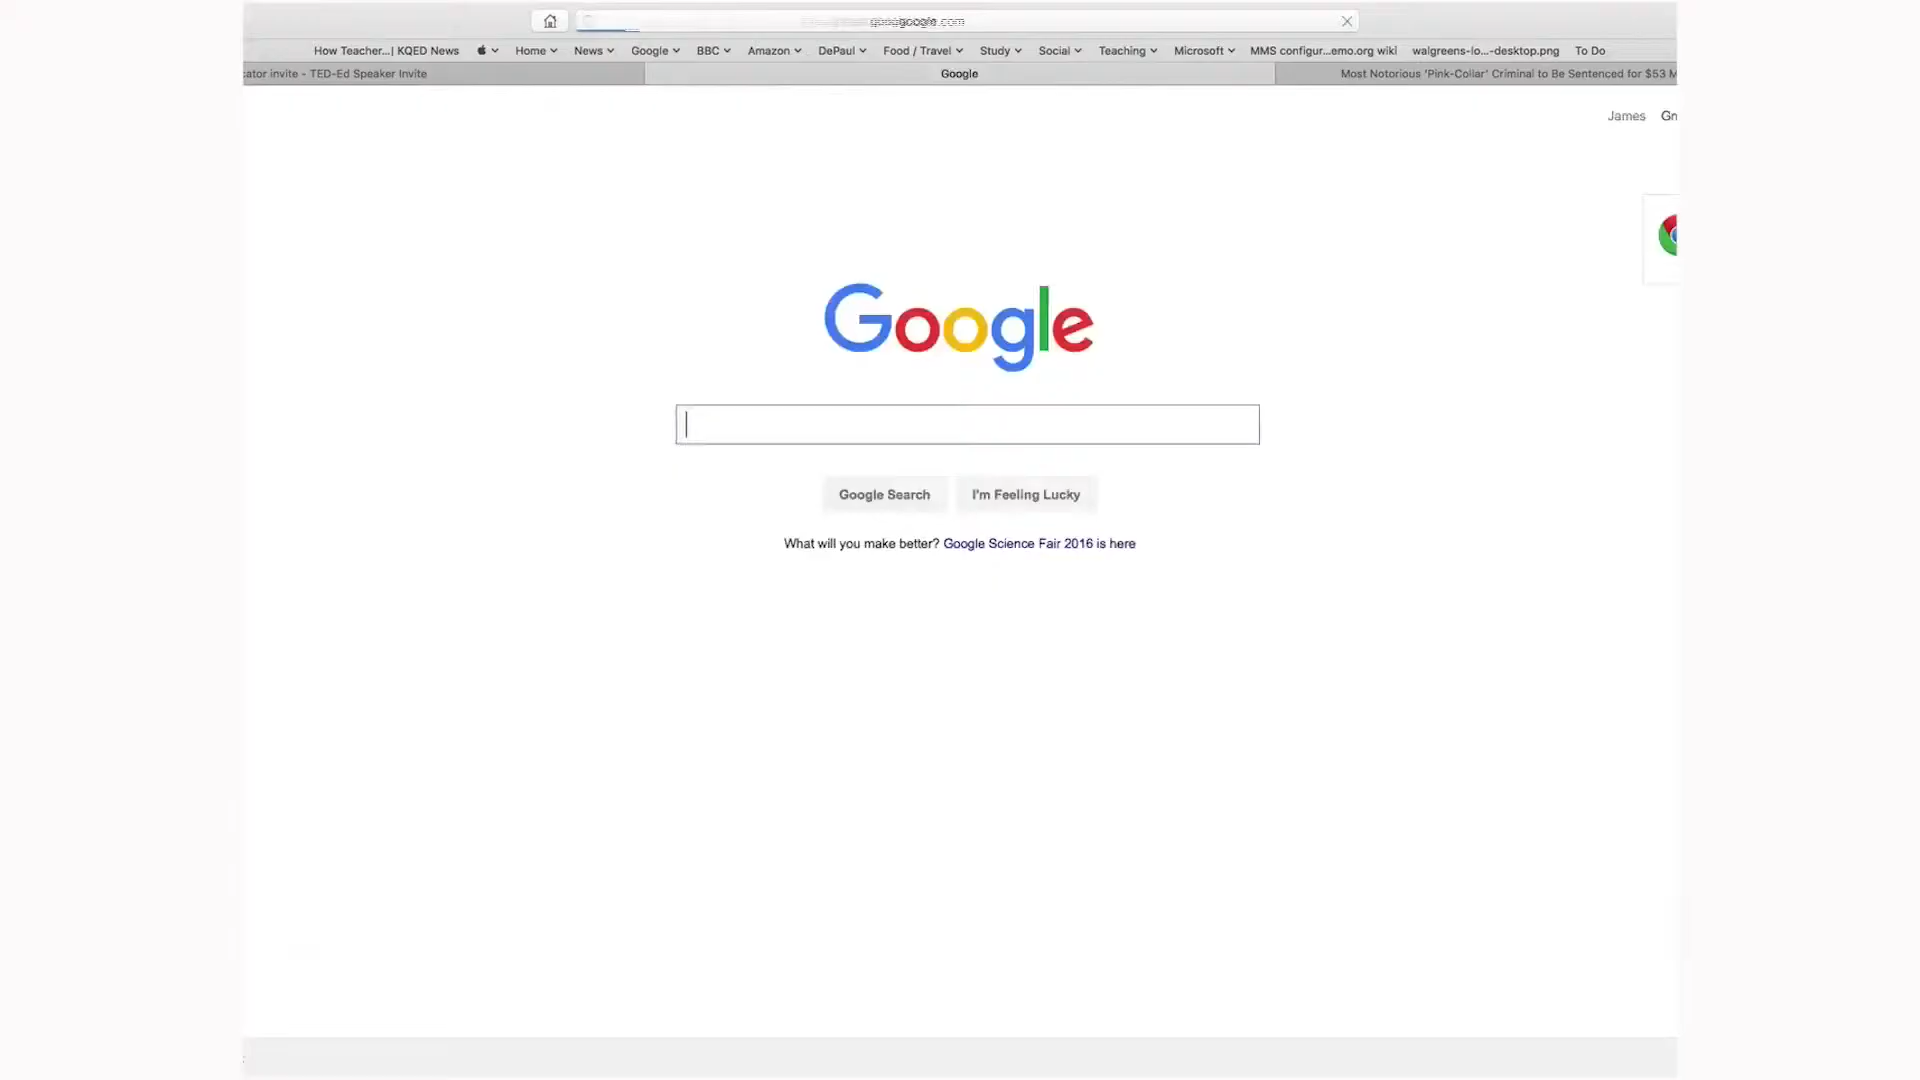 google.com
How Teacher...| KQED News Home News Google BBC Amazon DePaul Food / Travel Study Social Teaching Microsoft MMS configur...emo.org wiki walgreens-lo...-desktop.png To Do
ator invite - TED-Ed Speaker Invite Google Most Notorious 'Pink-Collar' Criminal to Be Sentenced for $53 M
James Gm
Google
Google Search I'm Feeling Lucky
What will you make better? Google Science Fair 2016 is here